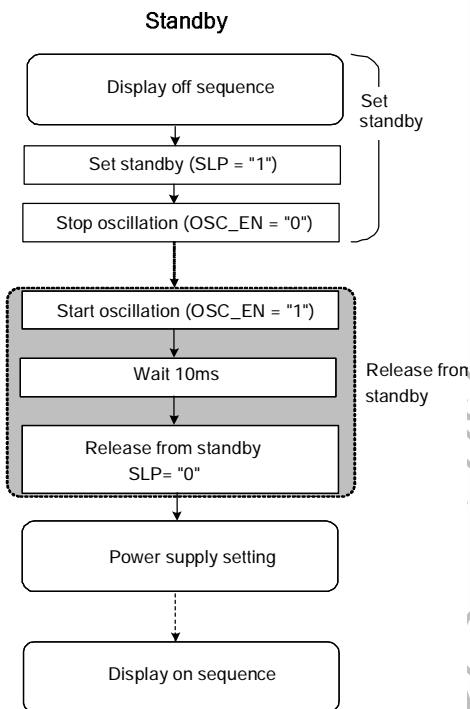 Standby
Display off sequence
Set
standby
Set standby (SLP = "1")
Stop oscillation (OSC_EN = "0")
Start oscillation (OSC_EN = "1")
Wait 10ms
Release from
standby
Release from standby
SLP= "0"
Power supply setting
Display on sequence